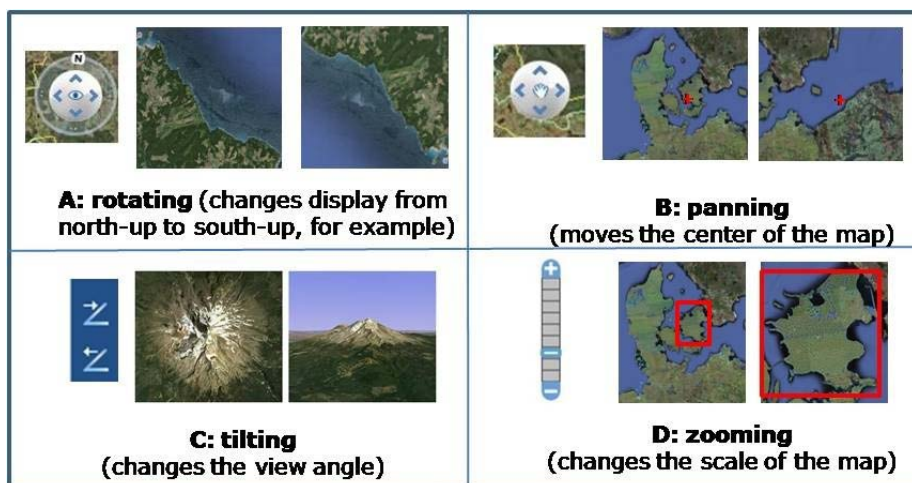 N
A: rotating (changes display from
north-up to south-up, for example)
B: panning
(moves the center of the map)
C: tilting
(changes the view angle)
D: zooming
(changes the scale of the map)